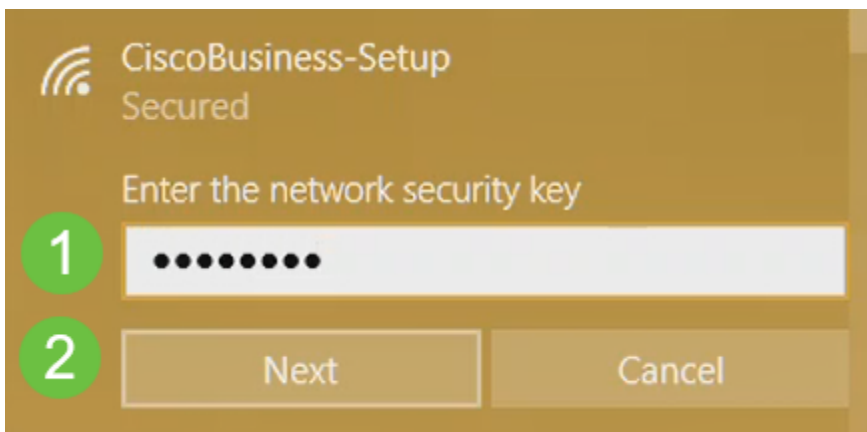 CiscoBusiness-Setup
Secured
Enter the network security key
1 ••••••••
2 Next Cancel